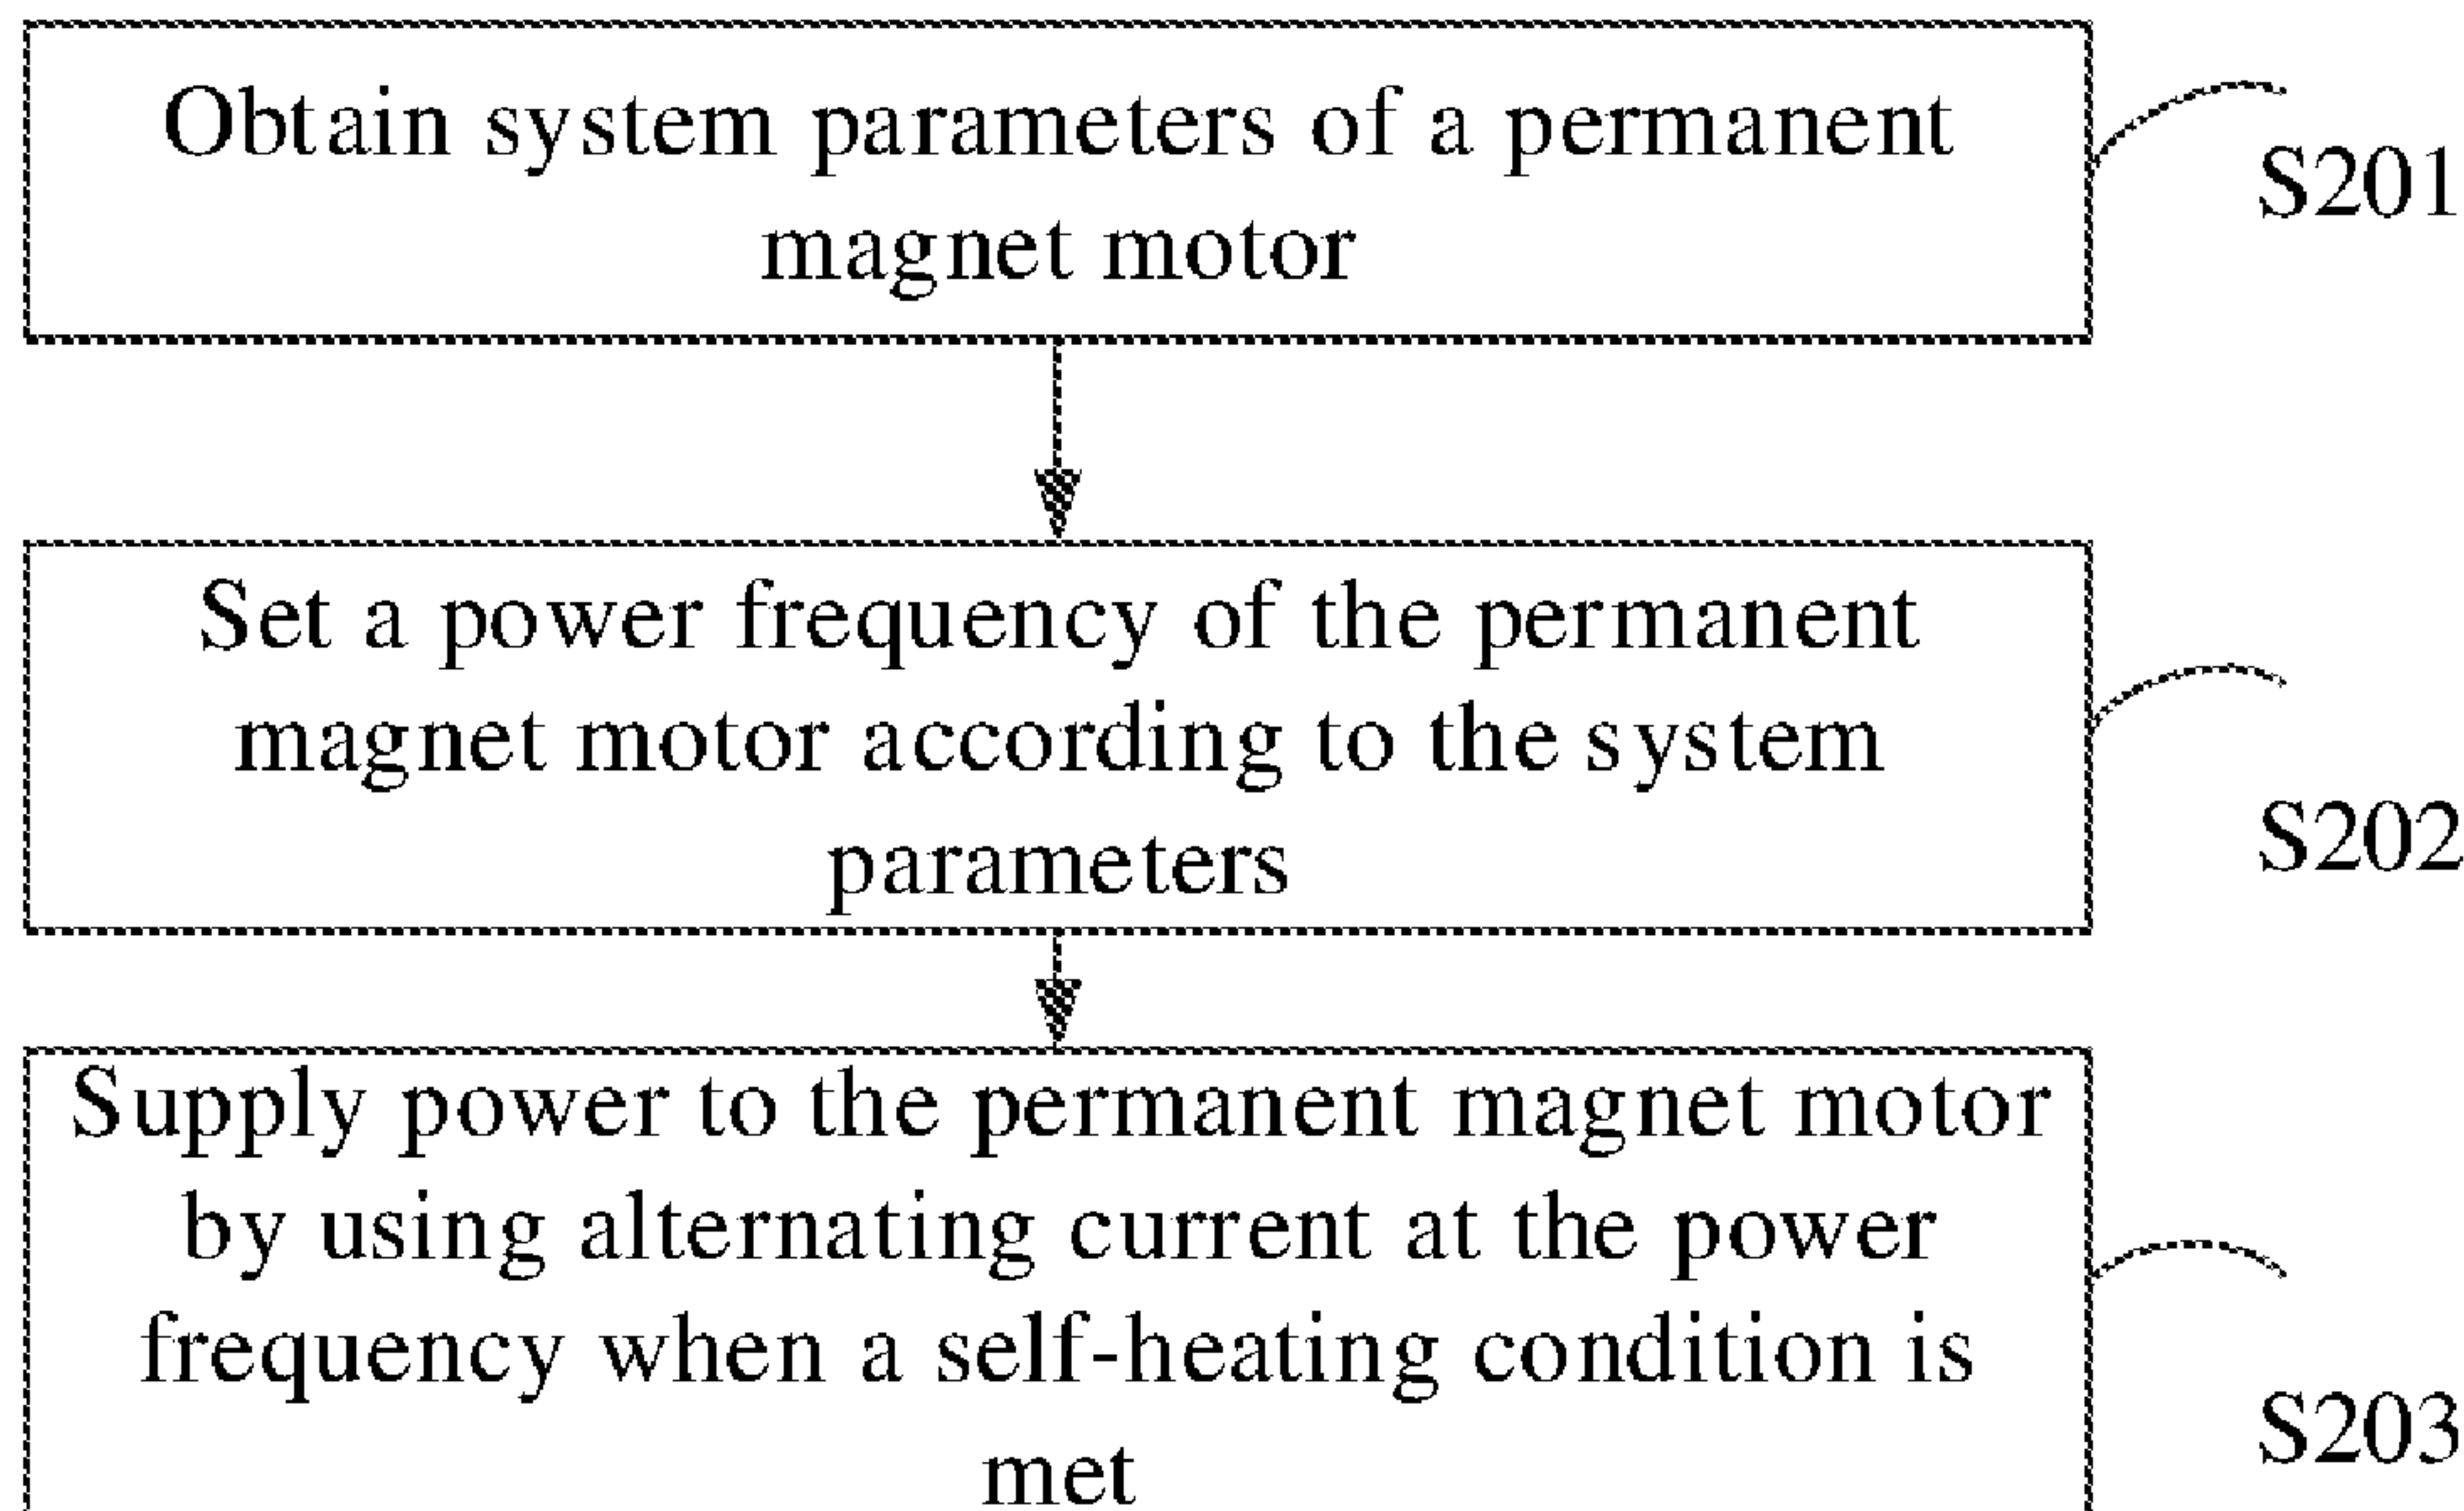 Obtain system parameters of a permanent
magnet motor
S201
Set a power frequency of the permanent
magnet motor according to the system
parameters
S202
Supply power to the permanent magnet motor
by using alternating current at the power
frequency when a self-heating condition is
met
S203